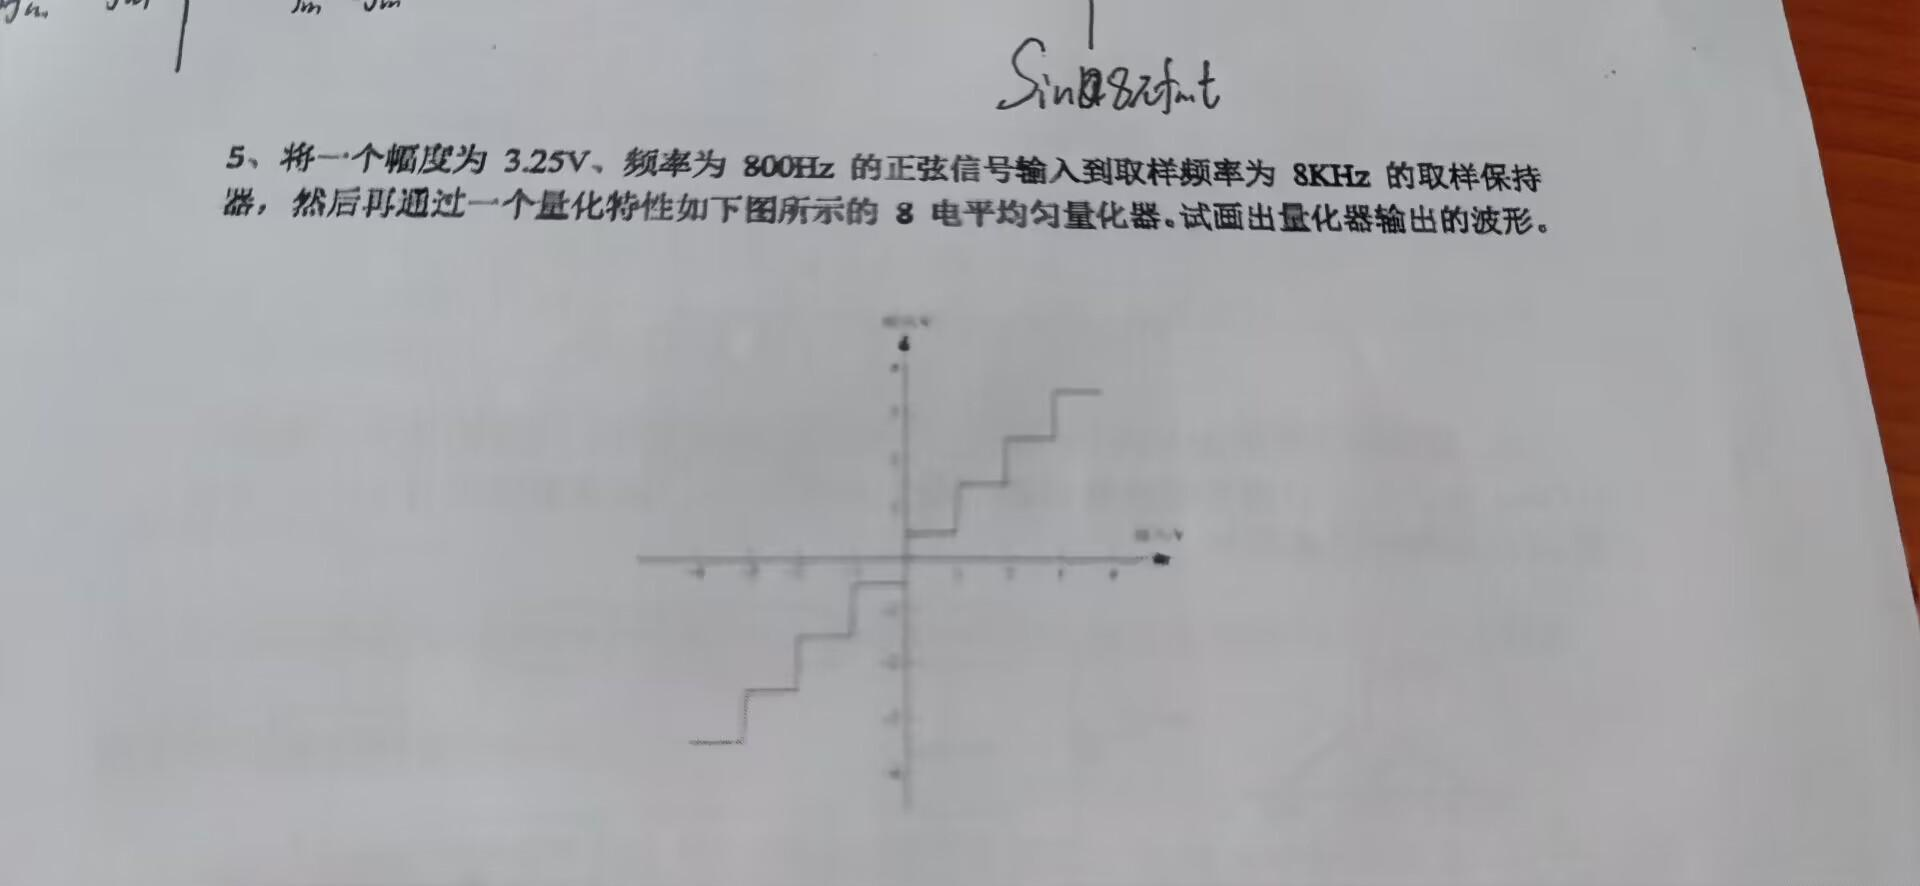 Sin 8πfmt
5、将一个幅度为 3.25V、频率为 800Hz 的正弦信号输入到取样频率为 8KHz 的取样保持
器，然后再通过一个量化特性如下图所示的 8 电平均匀量化器。试画出量化器输出的波形。